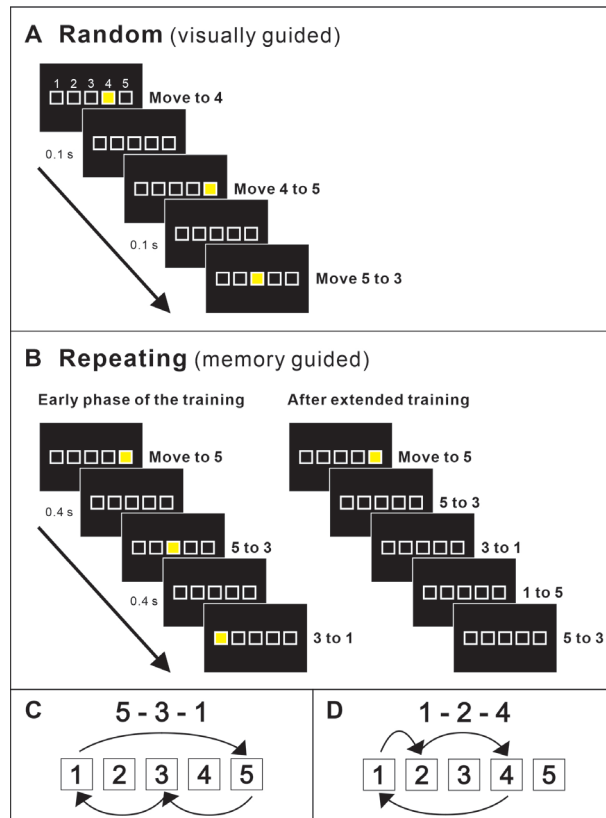 A Random (visually guided)
1 2 3 4 5
Move to 4
0.1 s
Move 4 to 5
0.1 s
Move 5 to 3
B Repeating (memory guided)
Early phase of the training
Move to 5
0.4 s
5 to 3
0.4 s
3 to 1
After extended training
Move to 5
5 to 3
3 to 1
1 to 5
5 to 3
C
5 - 3 - 1
1 2 3 4 5
D
1 - 2 - 4
1 2 3 4 5